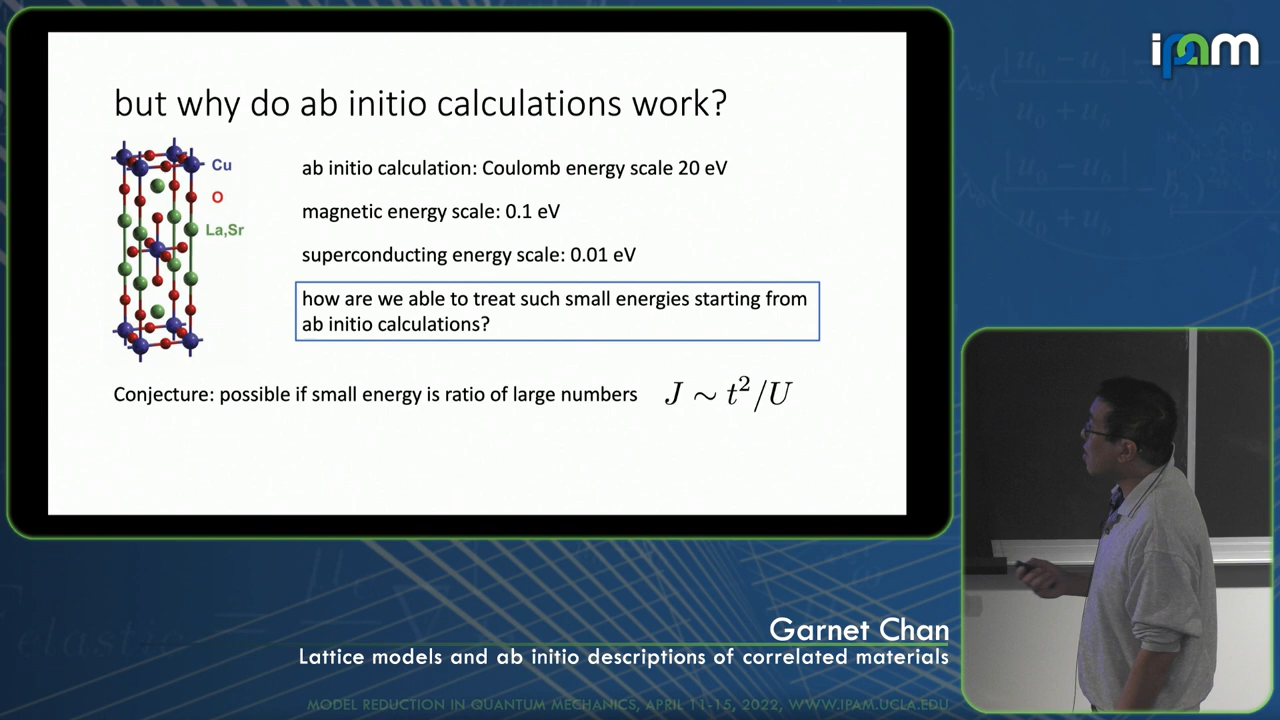 but why do ab initio calculations work?
Cu
O
La,Sr
ab initio calculation: Coulomb energy scale 20 eV
magnetic energy scale: 0.1 eV
superconducting energy scale: 0.01 eV
how are we able to treat such small energies starting from
ab initio calculations?
Conjecture: possible if small energy is ratio of large numbers J ∼ t²/U
ipam
Garnet Chan
Lattice models and ab initio descriptions of correlated materials
MODEL REDUCTION IN QUANTUM MECHANICS, APRIL 11-15, 2022, WWW.IPAM.UCLA.EDU